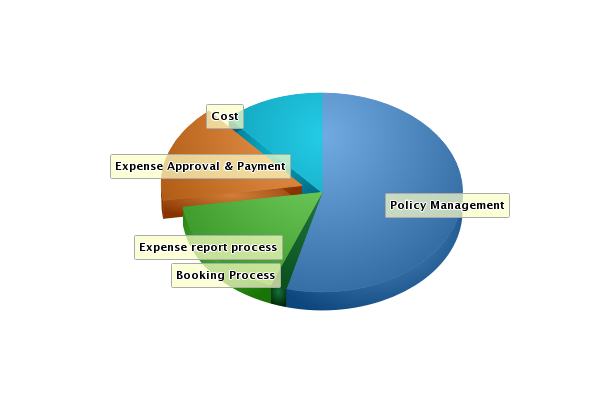 Cost
Expense Approval & Payment
Policy Management
Expense report process
Booking Process